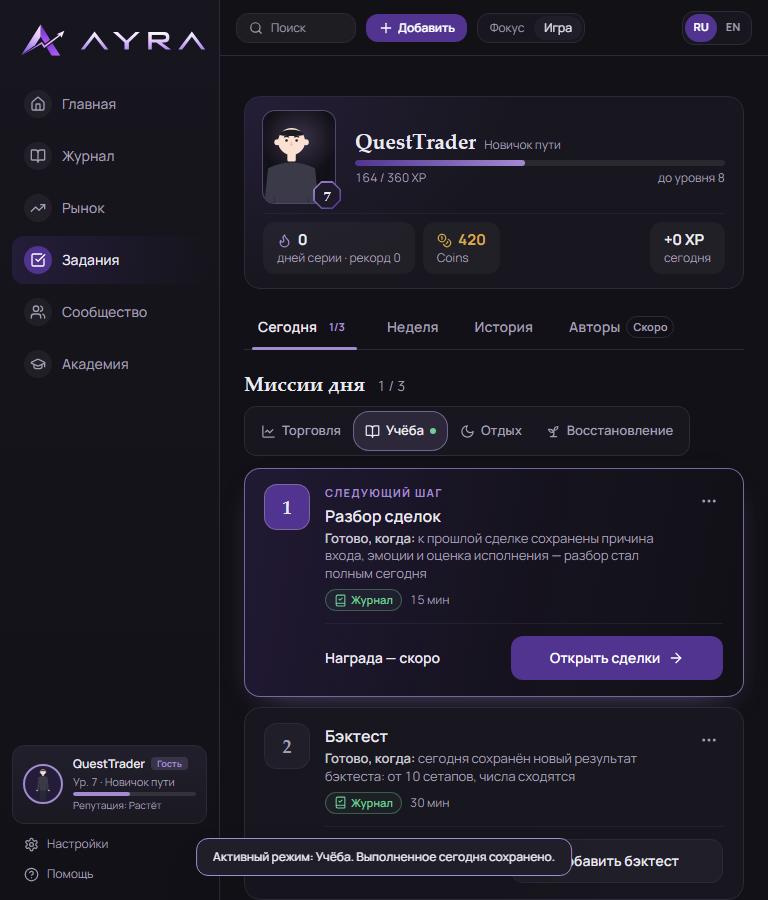 AYRA
Поиск
Добавить
Фокус
Игра
RU
EN
Главная
Журнал
Рынок
Задания
Сообщество
Академия
QuestTrader Новичок пути
164 / 360 XP
до уровня 8
7
0
дней серии · рекорд 0
420
Coins
+0 XP
сегодня
Сегодня 1/3
Неделя
История
Авторы Скоро
Миссии дня 1 / 3
Торговля
Учёба
Отдых
Восстановление
1
СЛЕДУЮЩИЙ ШАГ
Разбор сделок
Готово, когда: к прошлой сделке сохранены причина
входа, эмоции и оценка исполнения — разбор стал
полным сегодня
Журнал 15 мин
Награда — скоро
Открыть сделки
2
Бэктест
Готово, когда: сегодня сохранён новый результат
бэктеста: от 10 сетапов, числа сходятся
Журнал 30 мин
бавить бэктест
QuestTrader Гость
Ур. 7 · Новичок пути
Репутация: Растёт
Настройки
Помощь
Активный режим: Учёба. Выполненное сегодня сохранено.